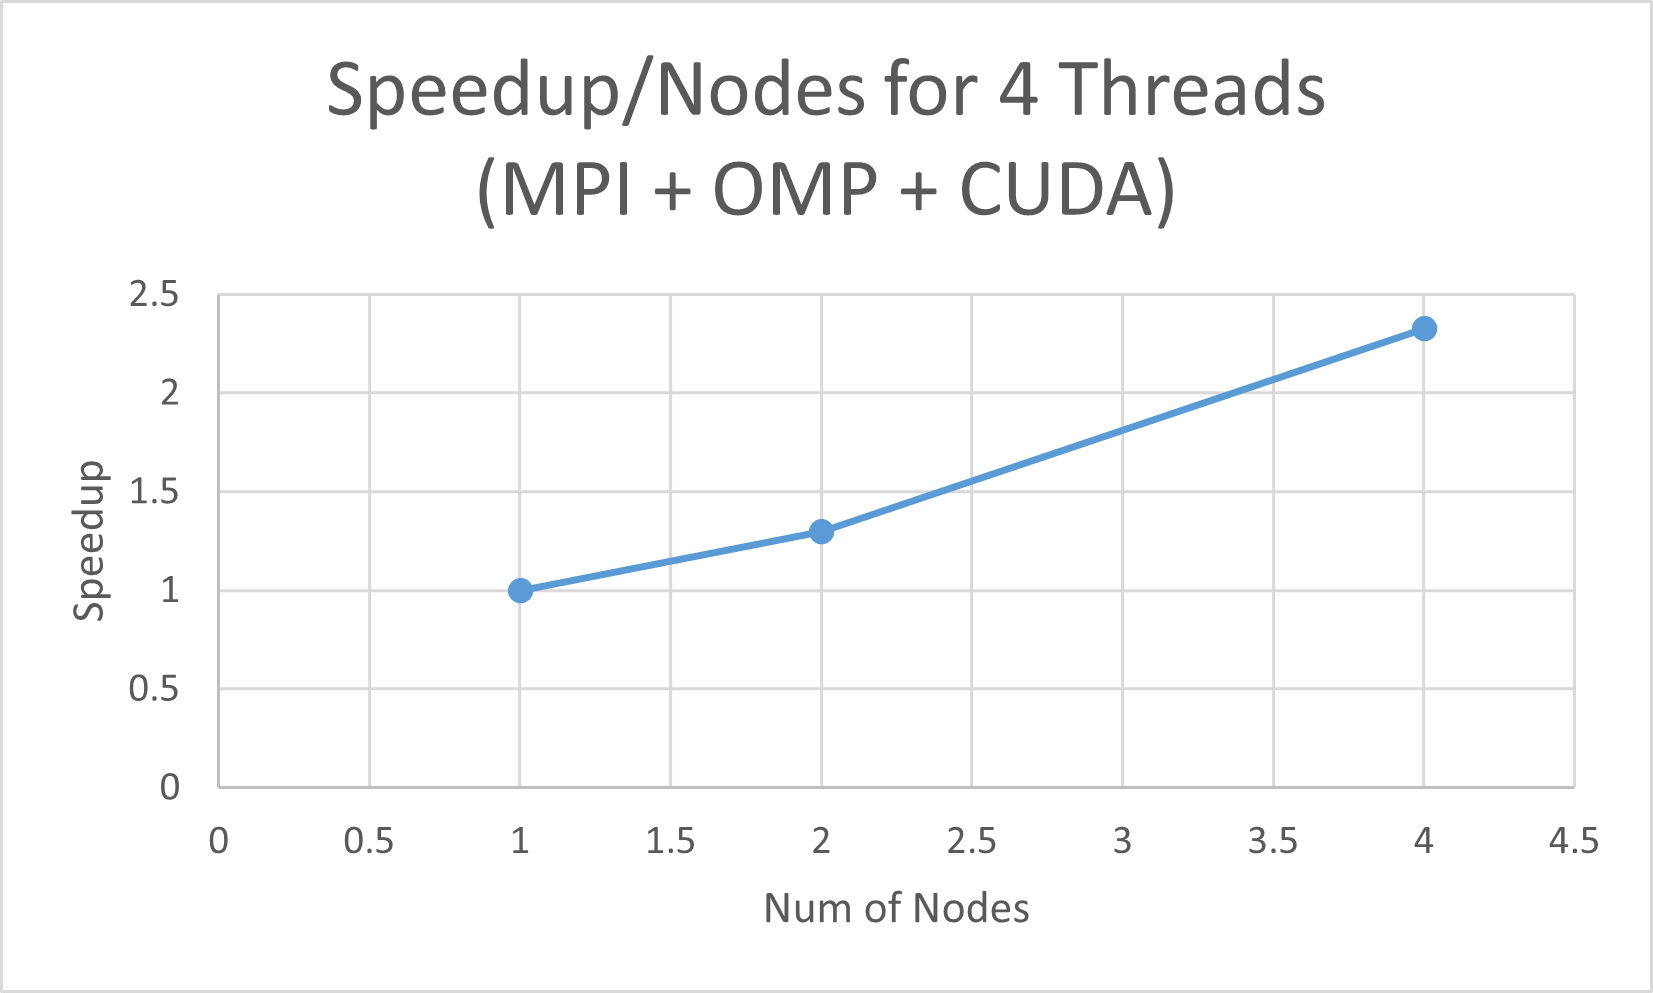 Speedup/Nodes for 4 Threads
(MPI + OMP + CUDA)
2.5
2
1.5
1
0.5
0
Speedup
0 0.5 1 1.5 2 2.5 3 3.5 4 4.5
Num of Nodes